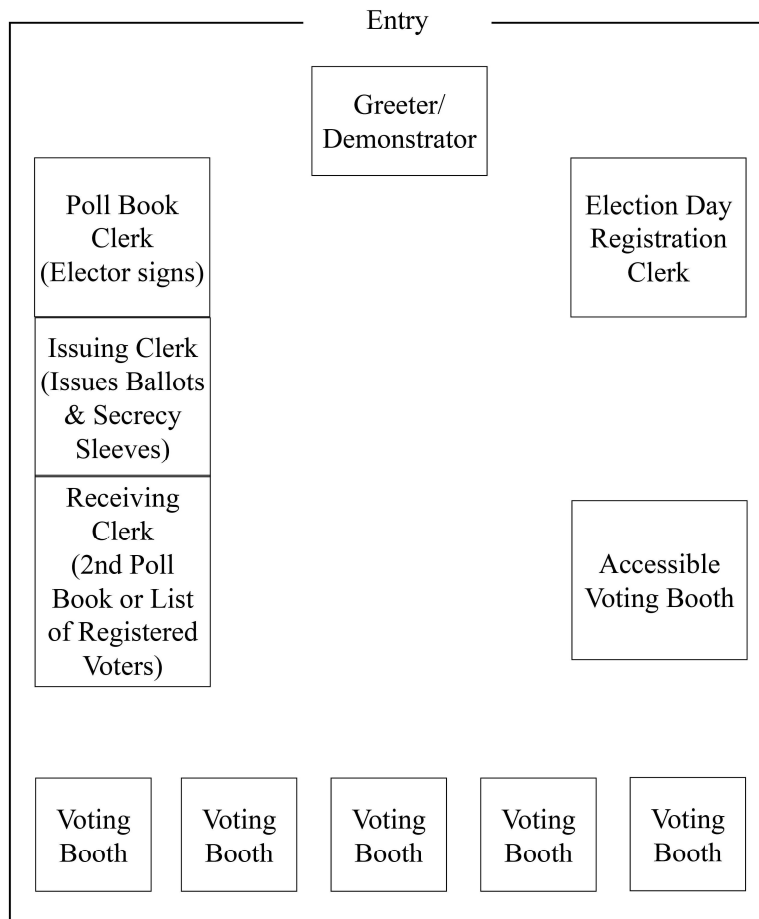 Entry
Greeter/
Demonstrator
Poll Book
Clerk
(Elector signs)
Election Day
Registration
Clerk
Issuing Clerk
(Issues Ballots
& Secrecy
Sleeves)
Receiving
Clerk
(2nd Poll
Book or List
of Registered
Voters)
Accessible
Voting Booth
Voting
Booth
Voting
Booth
Voting
Booth
Voting
Booth
Voting
Booth